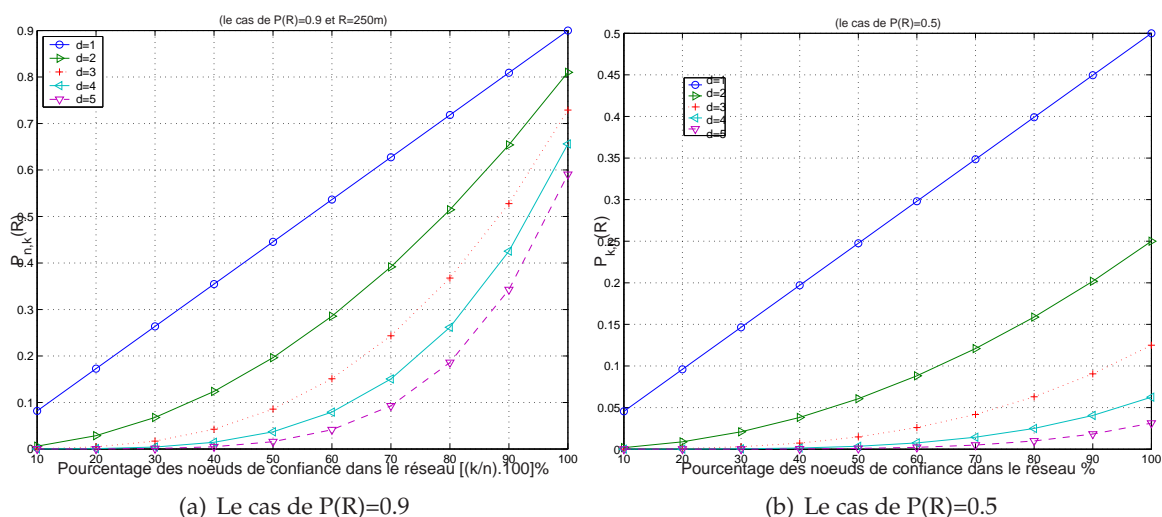 (le cas de P(R)=0.9 et R=250m)
0.9
0.8
0.7
0.6
0.5
0.4
0.3
0.2
0.1
0
P_{n,k}(R)
d=1
d=2
d=3
d=4
d=5
10 20 30 40 50 60 70 80 90 100
Pourcentage des noeuds de confiance dans le réseau [(k/n).100]%
(a) Le cas de P(R)=0.9
(le cas de P(R)=0.5)
0.5
0.45
0.4
0.35
0.3
0.25
0.2
0.15
0.1
0.05
0
(R)
d=1
d=2
d=3
d=4
d=5
10 20 30 40 50 60 70 80 90 100
Pourcentage des noeuds de confiance dans le réseau %
(b) Le cas de P(R)=0.5